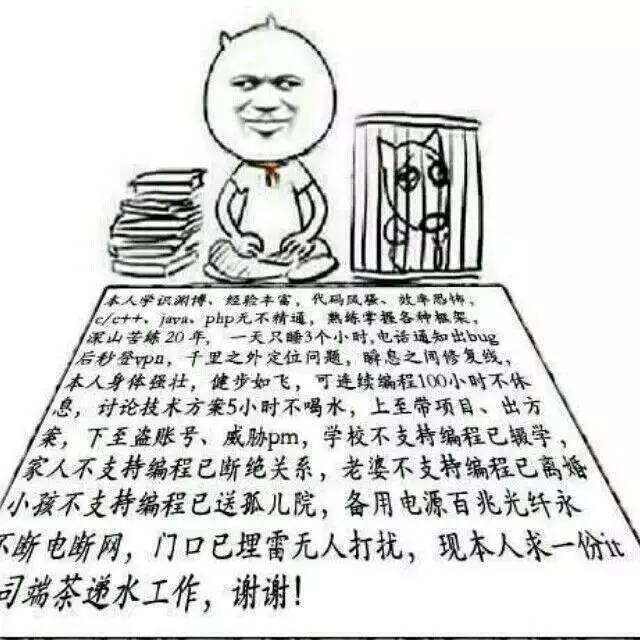 本人学识渊博、经验丰富，代码风骚、效率恐怖，
c/c++、java、php无不精通，熟练掌握各种框架，
深山苦练20年，一天只睡3个小时,电话通知出bug
后秒登vpn，千里之外定位问题，瞬息之间修复线，
本人身体强壮，健步如飞，可连续编程100小时不休
息，讨论技术方案5小时不喝水，上至带项目、出方
案，下至盗账号、威胁pm，学校不支持编程已辍学，
家人不支持编程已断绝关系，老婆不支持编程已离婚
小孩不支持编程已送孤儿院，备用电源百兆光纤永
不断电断网，门口已埋雷无人打扰，现本人求一份it
司端茶递水工作，谢谢！